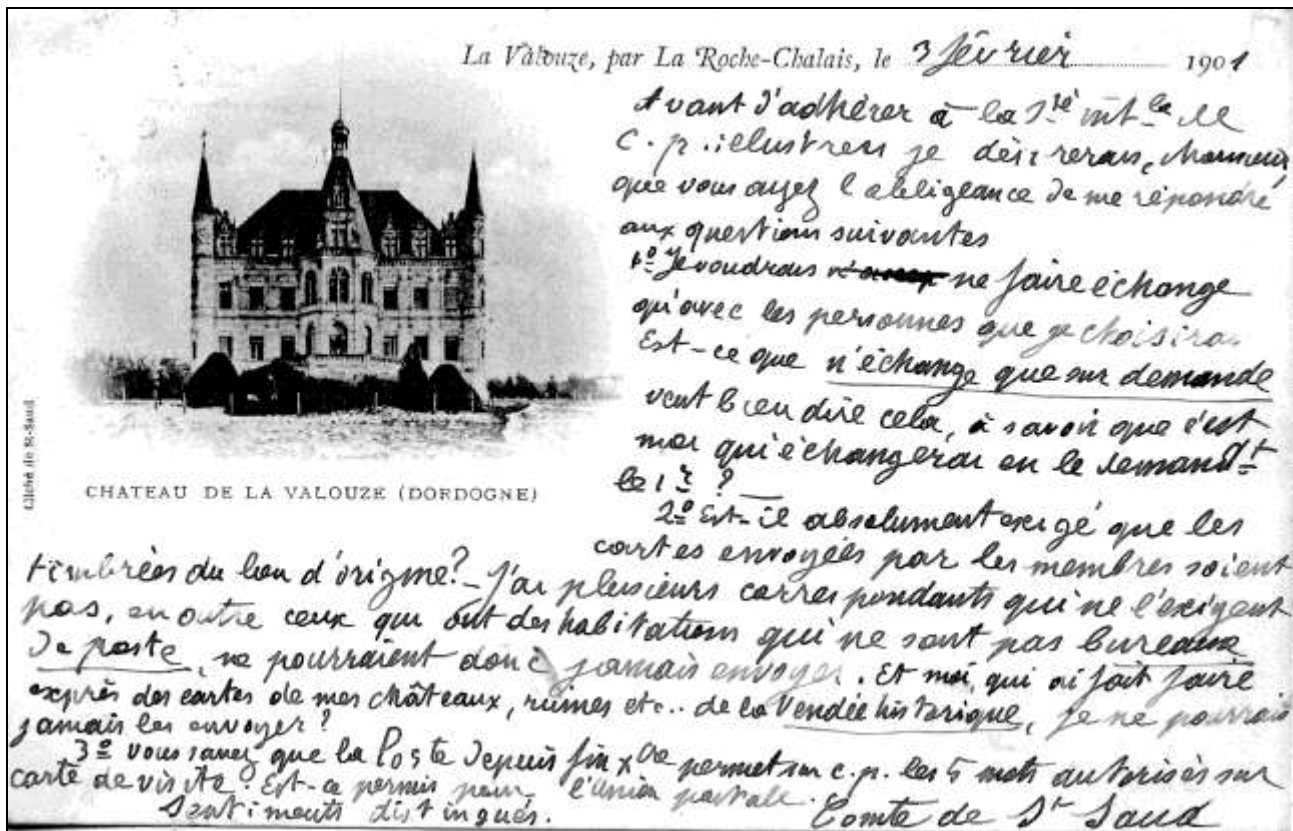 La Valouze, par La Roche-Chalais, le 3 février 1901
Avant d'adhérer à la Sté int.le de
C.p. illustrées je désirerais, Monsieur,
que vous ayez l'obligeance de me répondre
aux questions suivantes
1º Je voudrais ne faire échange
qu'avec les personnes que je choisirai
Est-ce que n'échange que sur demande
veut bien dire cela, à savoir que c'est
moi qui échangerai en le demandt
le 1r ?
2º Est-il absolument exigé que les
cartes envoyées par les membres soient
timbrées du lieu d'origine? - J'ai plusieurs correspondants qui ne l'exigent
pas, en outre ceux qui ont des habitations qui ne sont pas bureaux
de poste, ne pourraient donc jamais envoyer. Et moi, qui ai fait faire
exprès des cartes de mes châteaux, ruines etc.. de la Vendée historique, je ne pourrais
jamais les envoyer ?
3º Vous savez que la Poste depuis fin Xbre permet sur c.p. les 5 mots autorisés sur
carte de visite. Est-ce permis pour l'union postale.
Sentiments distingués.
Comte de St Saud
CHATEAU DE LA VALOUZE (DORDOGNE)
Cliché de St-Saud